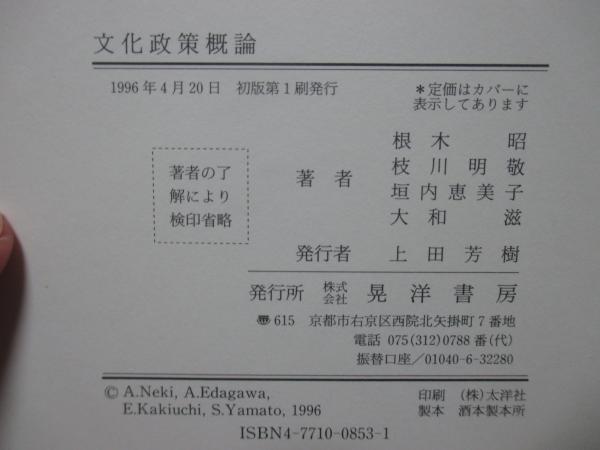 文化政策概論
1996年4月20日 初版第1刷発行
＊定価はカバーに
表示してあります
著者の了
解により
検印省略
著者
根木昭
枝川明敬
垣内恵美子
大和滋
発行者 上田芳樹
発行所 株式会社 晃洋書房
〠615 京都市右京区西院北矢掛町7番地
電話 075(312)0788番(代)
振替口座／01040-6-32280
© A.Neki, A.Edagawa,
E.Kakiuchi, S.Yamato, 1996
印刷 (株)太洋社
製本 酒本製本所
ISBN4-7710-0853-1